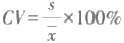 CV = s/x̄ × 100%